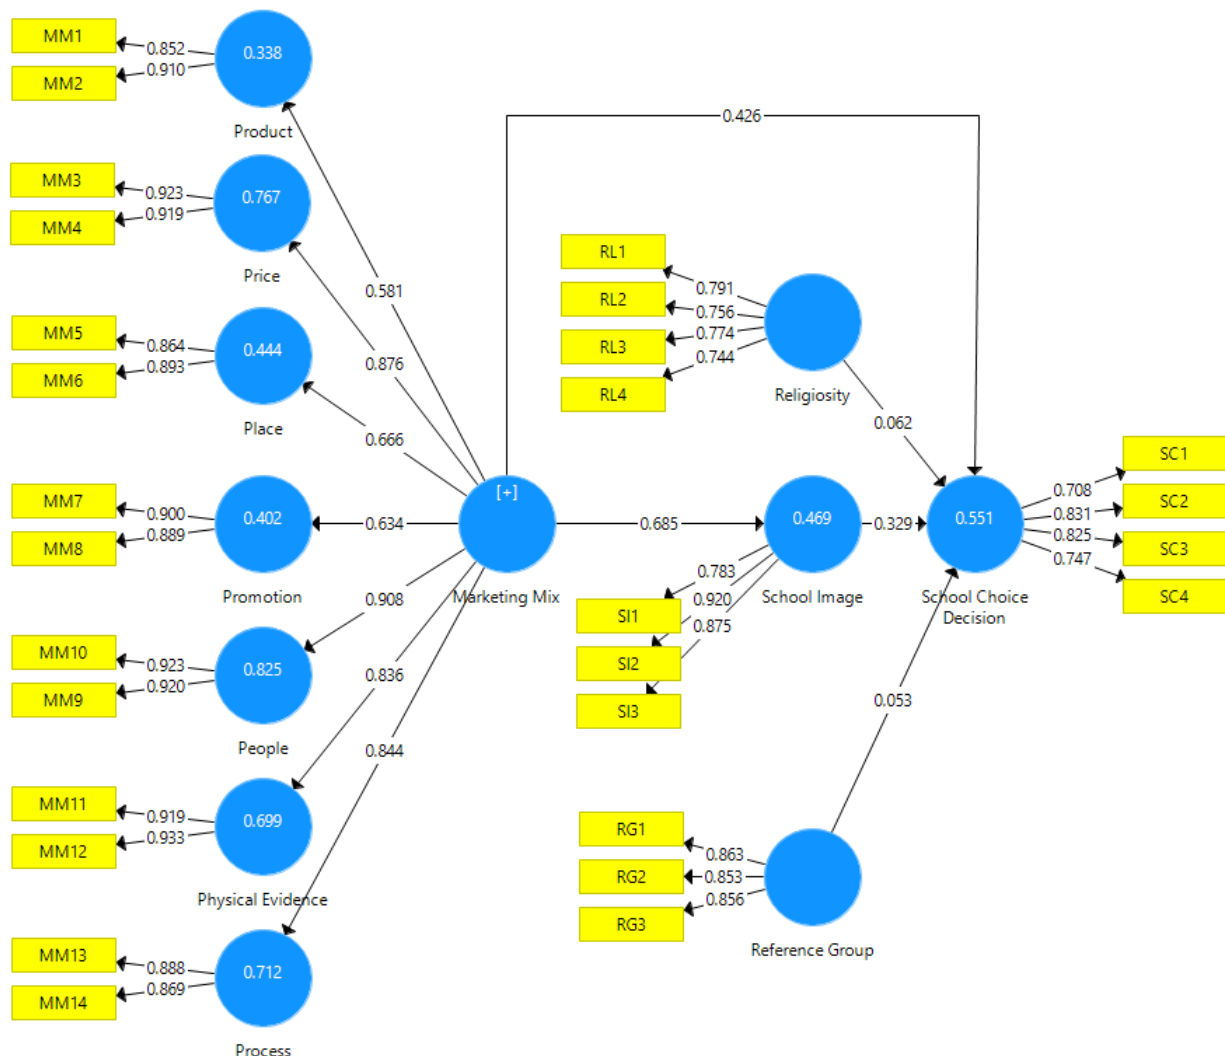 MM1
MM2
0.852
0.910
0.338
Product
MM3
MM4
0.923
0.919
0.767
Price
MM5
MM6
0.864
0.893
0.444
Place
MM7
MM8
0.900
0.889
0.402
Promotion
MM10
MM9
0.923
0.920
0.825
People
MM11
MM12
0.919
0.933
0.699
Physical Evidence
MM13
MM14
0.888
0.869
0.712
Process
0.581
0.876
0.666
0.634
0.908
0.836
0.844
[+]
Marketing Mix
0.426
0.685
RL1
RL2
RL3
RL4
0.791
0.756
0.774
0.744
Religiosity
0.062
0.469
School Image
0.329
0.783
0.920
0.875
SI1
SI2
SI3
0.551
School Choice
Decision
0.708
0.831
0.825
0.747
SC1
SC2
SC3
SC4
0.053
RG1
RG2
RG3
0.863
0.853
0.856
Reference Group